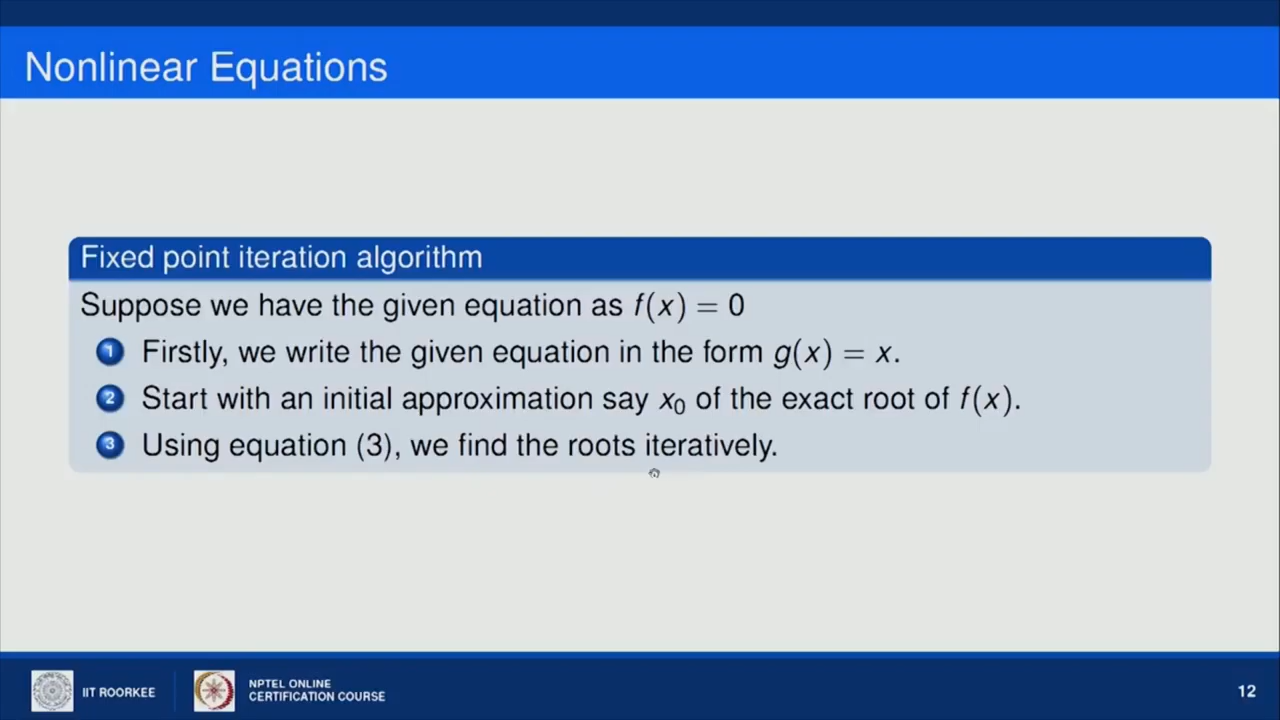 Nonlinear Equations
Fixed point iteration algorithm
Suppose we have the given equation as f(x) = 0
1 Firstly, we write the given equation in the form g(x) = x.
2 Start with an initial approximation say x₀ of the exact root of f(x).
3 Using equation (3), we find the roots iteratively.
IIT ROORKEE
NPTEL ONLINE
CERTIFICATION COURSE
12